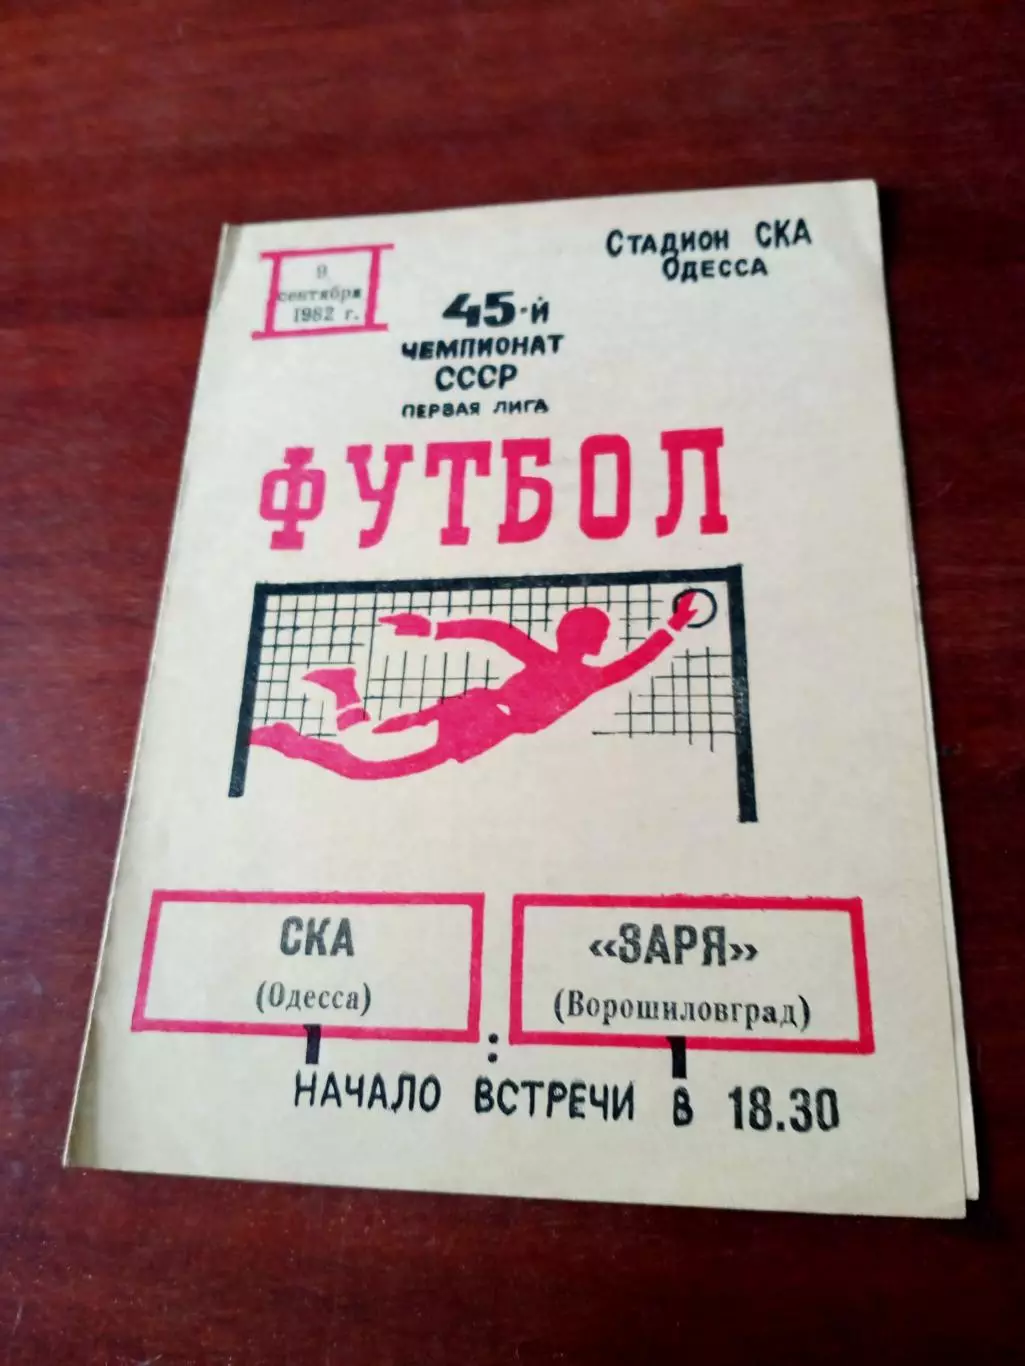 9
сентября
1982 г.
Стадион СКА
Одесса
45-й
ЧЕМПИОНАТ
СССР
ПЕРВАЯ ЛИГА
ФУТБОЛ
СКА
(Одесса)
:
«ЗАРЯ»
(Ворошиловград)
НАЧАЛО ВСТРЕЧИ В 18.30